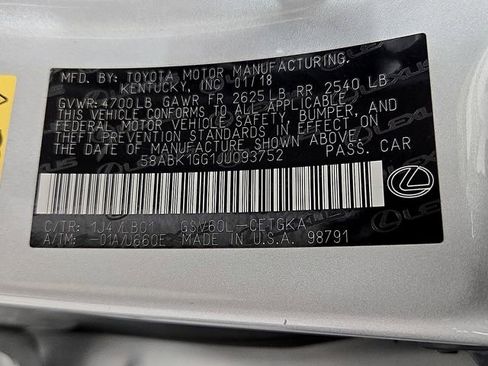 MFD. BY: TOYOTA MOTOR MANUFACTURING,
KENTUCKY, INC 01/18
GVWR: 4700LB GAWR FR 2625LB RR 2540 LB
THIS VEHICLE CONFORMS TO ALL APPLICABLE
FEDERAL MOTOR VEHICLE SAFETY, BUMPER, AND
THEFT PREVENTION STANDARDS IN EFFECT ON
THE DATE OF MANUFACTURE SHOWN ABOVE.
58ABK1GG1JU093752 PASS. CAR
C/TR: 1J4/LB01 GSV60L-CETGKA
A/TM: -01A/U660E MADE IN U.S.A. 98791
LEXUS